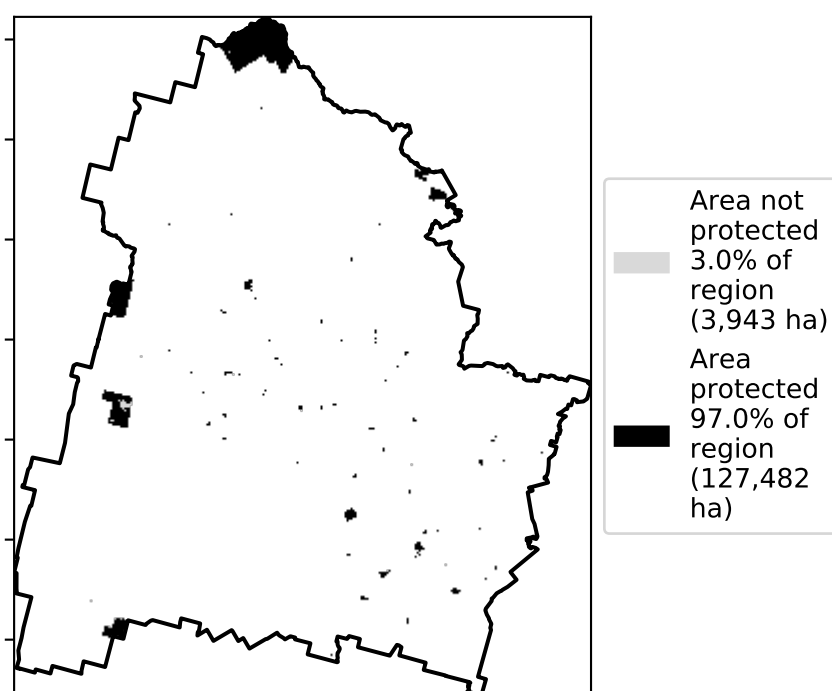 Area not
protected
3.0% of
region
(3,943 ha)
Area
protected
97.0% of
region
(127,482
ha)